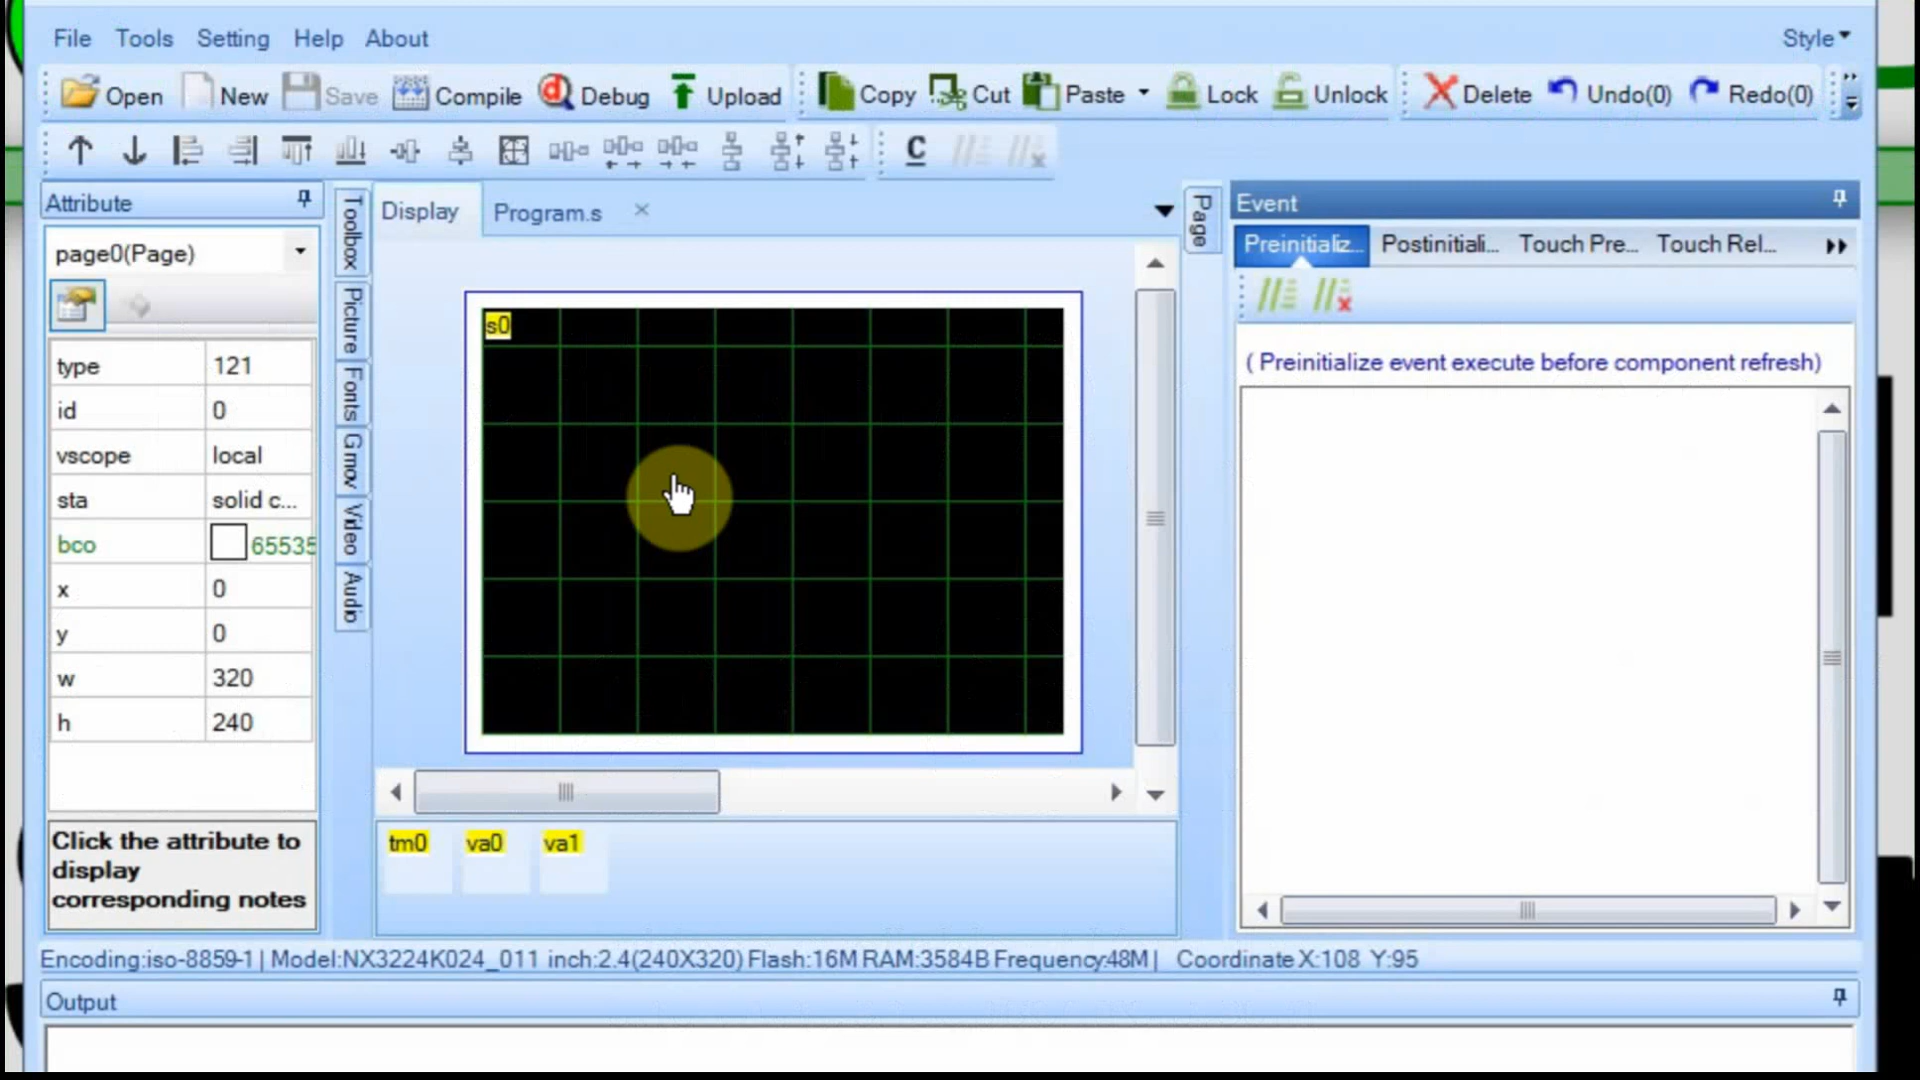 File Tools Setting Help About Style
Open New Save Compile Debug Upload Copy Cut Paste Lock Unlock Delete Undo(0) Redo(0)
C
Attribute
page0(Page)
type 121
id 0
vscope local
sta solid c...
bco 65535
x 0
y 0
w 320
h 240
Click the attribute to
display
corresponding notes
Toolbox
Picture
Fonts
Gmov
Video
Audio
Display Program.s
s0
tm0 va0 va1
Page
Event
Preinitializ... Postinitiali... Touch Pre... Touch Rel...
( Preinitialize event execute before component refresh)
Encoding:iso-8859-1 | Model:NX3224K024_011 inch:2.4(240X320) Flash:16M RAM:3584B Frequency:48M | Coordinate X:108 Y:95
Output